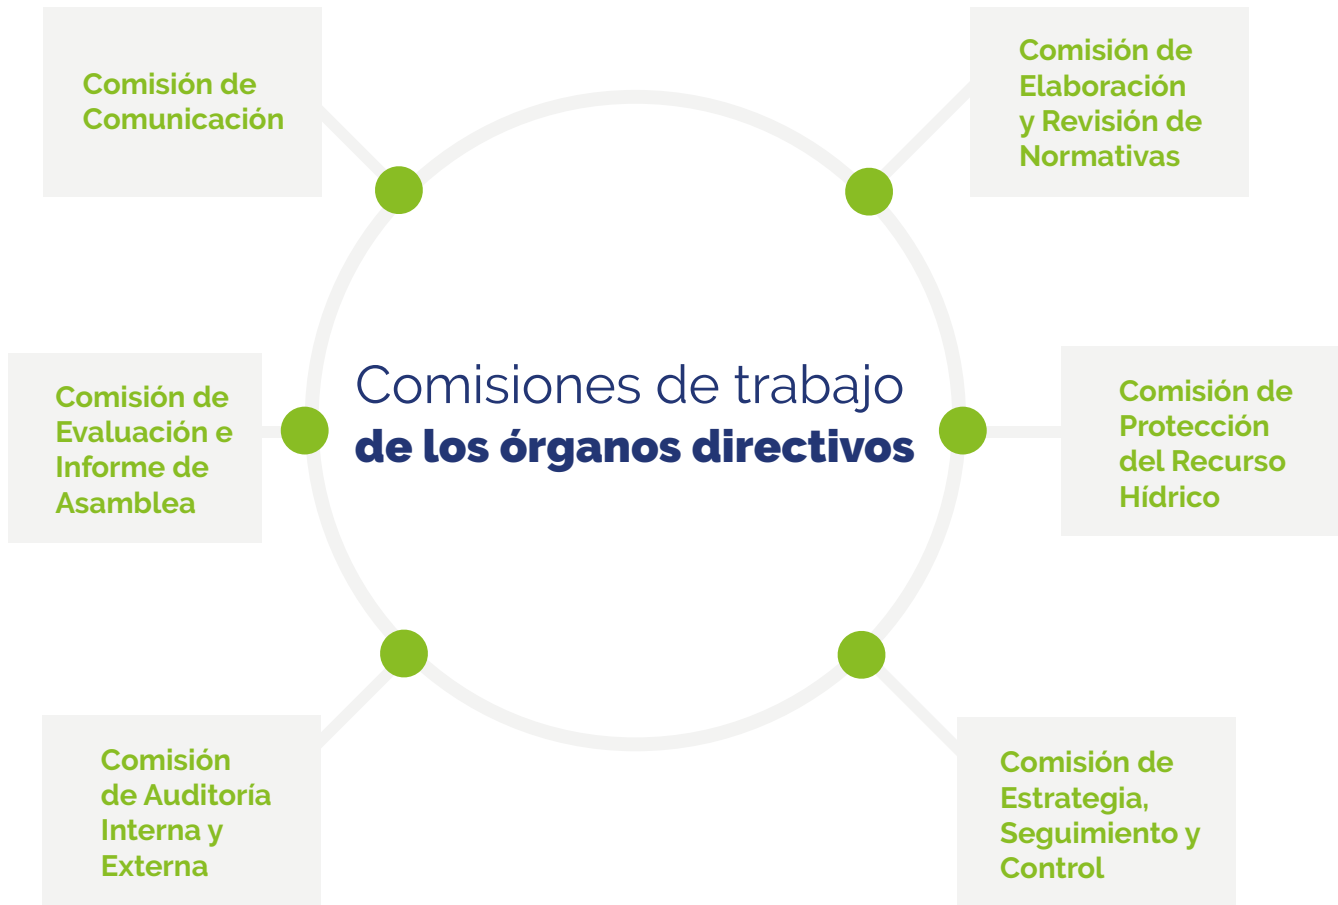 Comisión de
Comunicación
Comisión de
Elaboración
y Revisión de
Normativas
Comisiones de trabajo
de los órganos directivos
Comisión de
Evaluación e
Informe de
Asamblea
Comisión de
Protección
del Recurso
Hídrico
Comisión
de Auditoría
Interna y
Externa
Comisión de
Estrategia,
Seguimiento y
Control